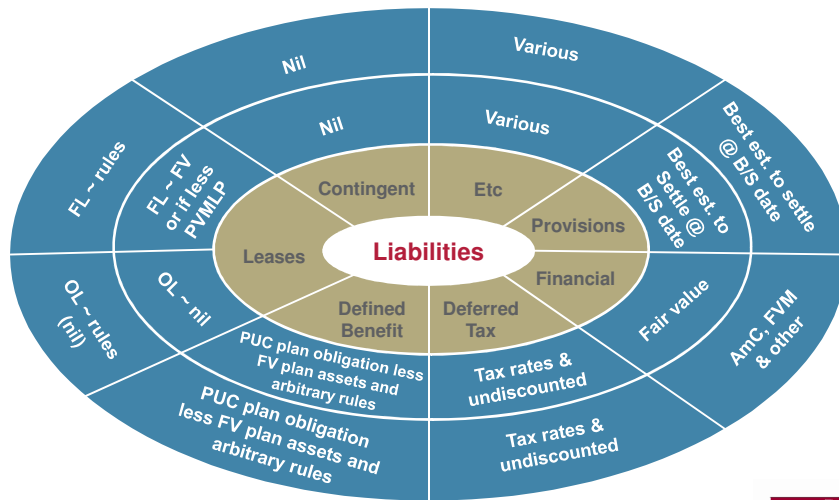 Nil
Various
Nil
Various
FL ~ rules
FL ~ FV
or if less
PVMLP
Best est. to
Settle @
B/S date
Best est. to settle
@ B/S date
Contingent
Etc
Leases
Liabilities
Provisions
Financial
Defined
Benefit
Deferred
Tax
OL ~ rules
(nil)
OL ~ nil
Fair value
AmC, FVM
& other
PUC plan obligation less
FV plan assets and
arbitrary rules
Tax rates &
undiscounted
PUC plan obligation
less FV plan assets and
arbitrary rules
Tax rates &
undiscounted